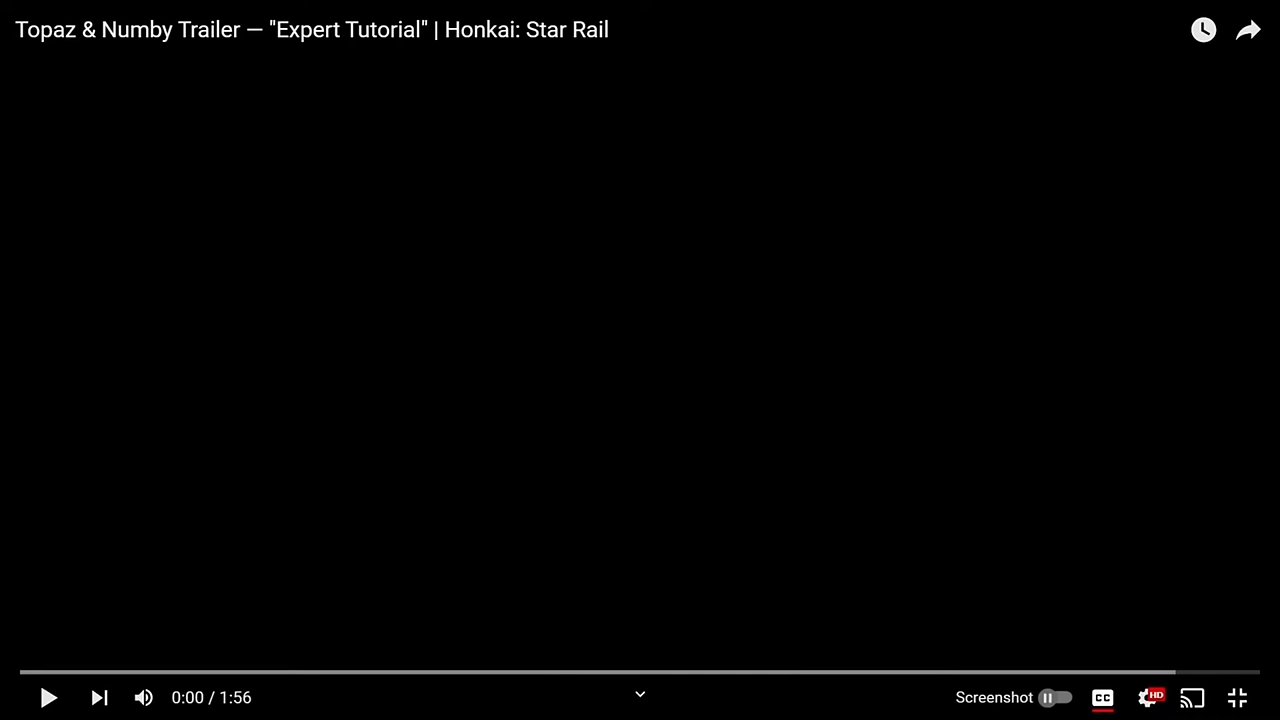 Topaz & Numby Trailer — "Expert Tutorial" | Honkai: Star Rail
0:00 / 1:56
Screenshot
CC
HD